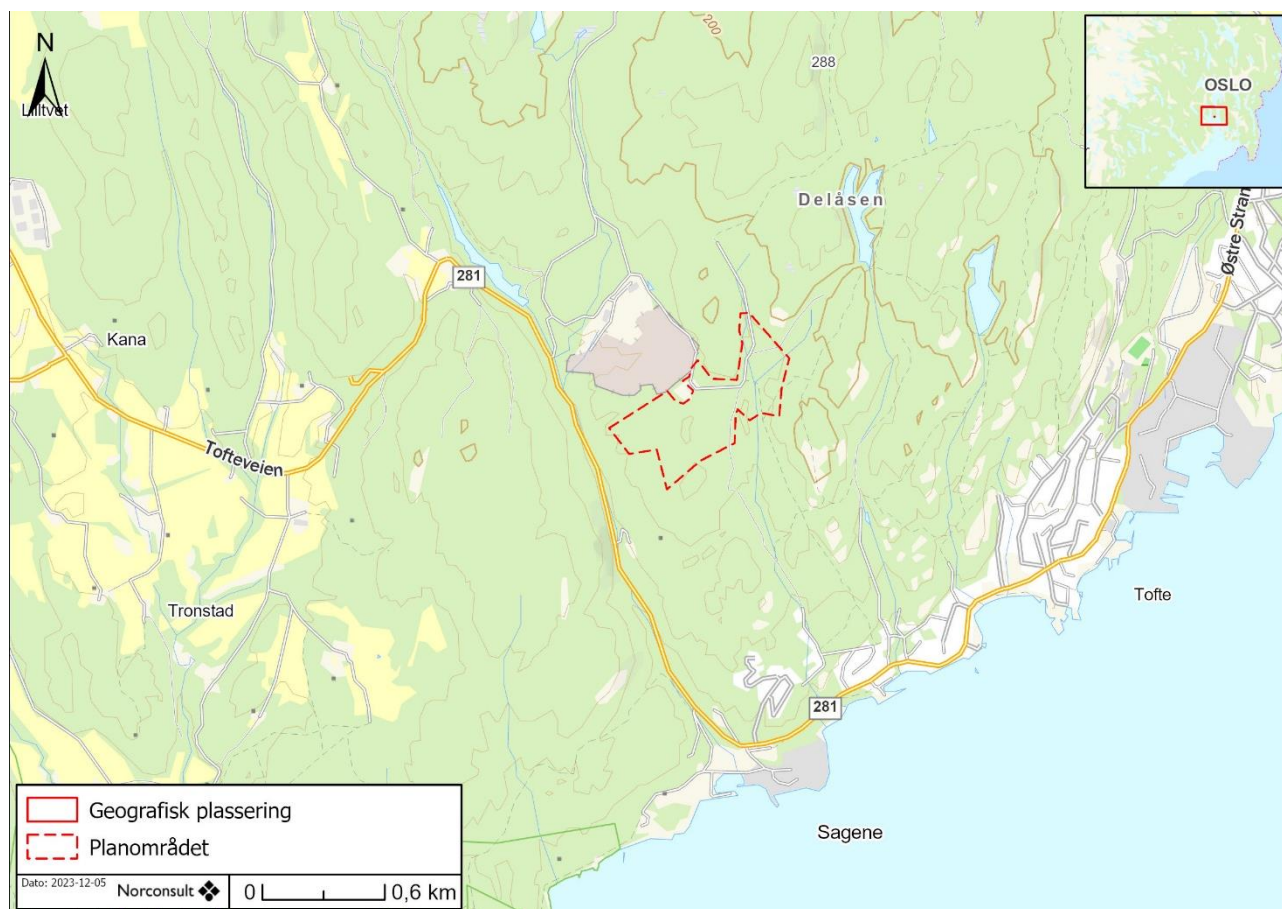 N
Lilltvet
200
288
OSLO
Delåsen
Østre Stran
281
Kana
Tofteveien
Tronstad
Tofte
281
Sagene
Geografisk plassering
Planområdet
Dato: 2023-12-05
Norconsult
0
0,6 km